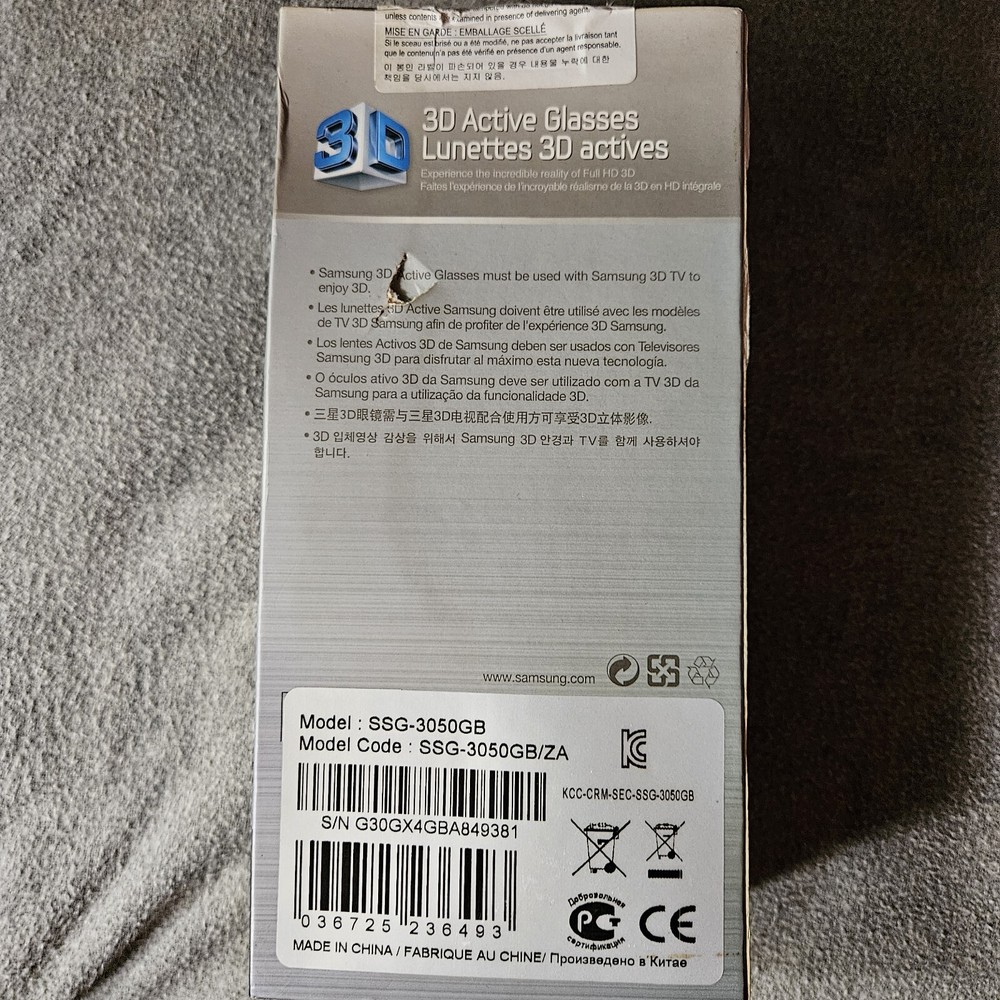 unless contents examined in presence of delivering agent
MISE EN GARDE : EMBALLAGE SCELLÉ
Si le sceau est brisé ou a été modifié, ne pas accepter la livraison tant
que le contenu n'a pas été vérifié en présence d'un agent responsable.
이 봉인 라벨이 파손되어 있을 경우 내용물 누락에 대한
책임을 당사에서는 지지 않음.
3D
3D Active Glasses
Lunettes 3D actives
Experience the incredible reality of Full HD 3D
Faites l'expérience de l'incroyable réalisme de la 3D en HD intégrale
• Samsung 3D Active Glasses must be used with Samsung 3D TV to
enjoy 3D.
• Les lunettes 3D Active Samsung doivent être utilisé avec les modèles
de TV 3D Samsung afin de profiter de l'expérience 3D Samsung.
• Los lentes Activos 3D de Samsung deben ser usados con Televisores
Samsung 3D para disfrutar al máximo esta nueva tecnología.
• O óculos ativo 3D da Samsung deve ser utilizado com a TV 3D da
Samsung para a utilização da funcionalidade 3D.
• 三星3D眼镜需与三星3D电视配合使用方可享受3D立体影像.
• 3D 입체영상 감상을 위해서 Samsung 3D 안경과 TV를 함께 사용하셔야
합니다.
www.samsung.com
Model : SSG-3050GB
Model Code : SSG-3050GB/ZA
KC
KCC-CRM-SEC-SSG-3050GB
S/N G30GX4GBA849381
Добровольная
РСТ
сертификация
CE
036725 236493
MADE IN CHINA / FABRIQUE AU CHINE/ Произведено в Китае